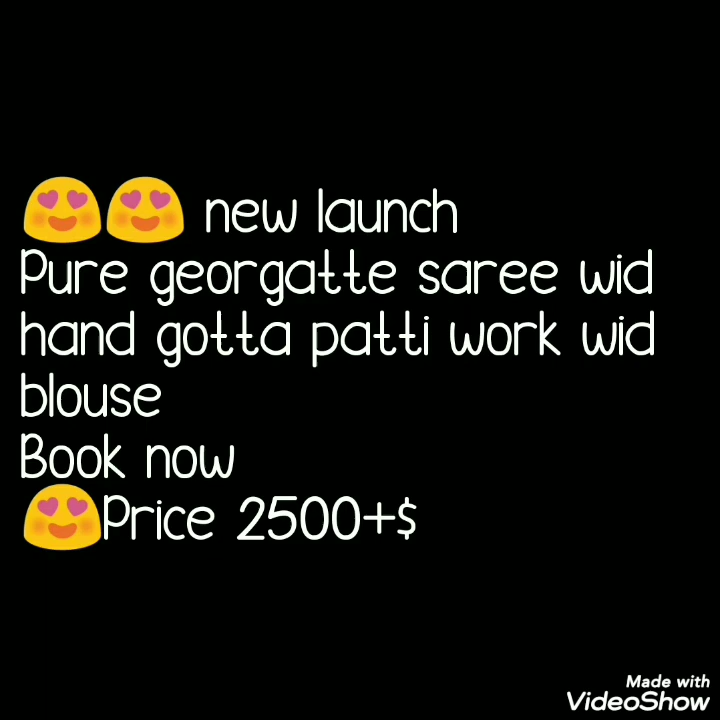 😍😍 new launch
Pure georgatte saree wid
hand gotta patti work wid
blouse
Book now
😍Price 2500+$
Made with
VideoShow